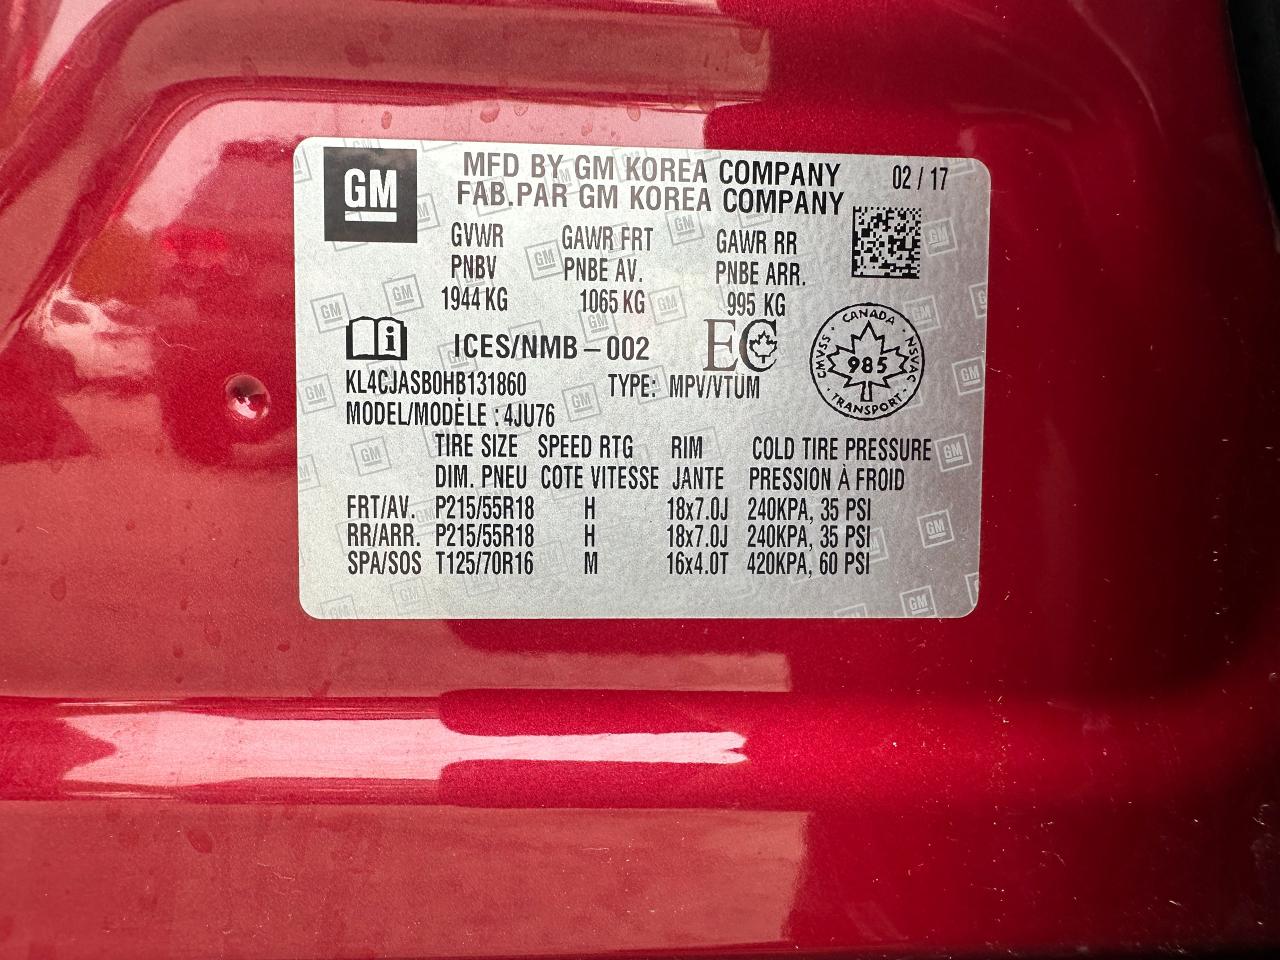 GM
MFD BY GM KOREA COMPANY 02 / 17
FAB.PAR GM KOREA COMPANY
GVWR GAWR FRT GAWR RR
PNBV PNBE AV. PNBE ARR.
1944 KG 1065 KG 995 KG
ICES/NMB – 002 EC
CANADA
CMVSS 985 NSVAC
TRANSPORT
KL4CJASB0HB131860 TYPE: MPV/VTUM
MODEL/MODÈLE : 4JU76
TIRE SIZE SPEED RTG RIM COLD TIRE PRESSURE
DIM. PNEU COTE VITESSE JANTE PRESSION À FROID
FRT/AV. P215/55R18 H 18x7.0J 240KPA, 35 PSI
RR/ARR. P215/55R18 H 18x7.0J 240KPA, 35 PSI
SPA/SOS T125/70R16 M 16x4.0T 420KPA, 60 PSI